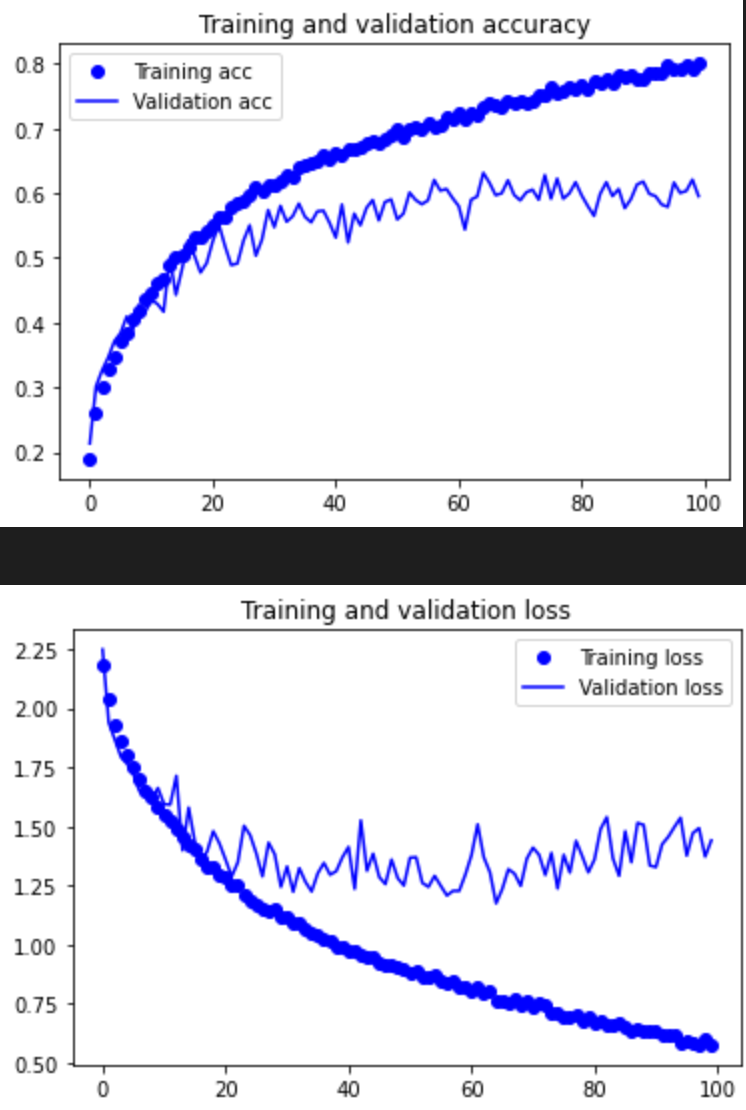 Training and validation accuracy
0.8
0.7
0.6
0.5
0.4
0.3
0.2
Training acc
Validation acc
0 20 40 60 80 100
Training and validation loss
2.25
2.00
1.75
1.50
1.25
1.00
0.75
0.50
Training loss
Validation loss
0 20 40 60 80 100